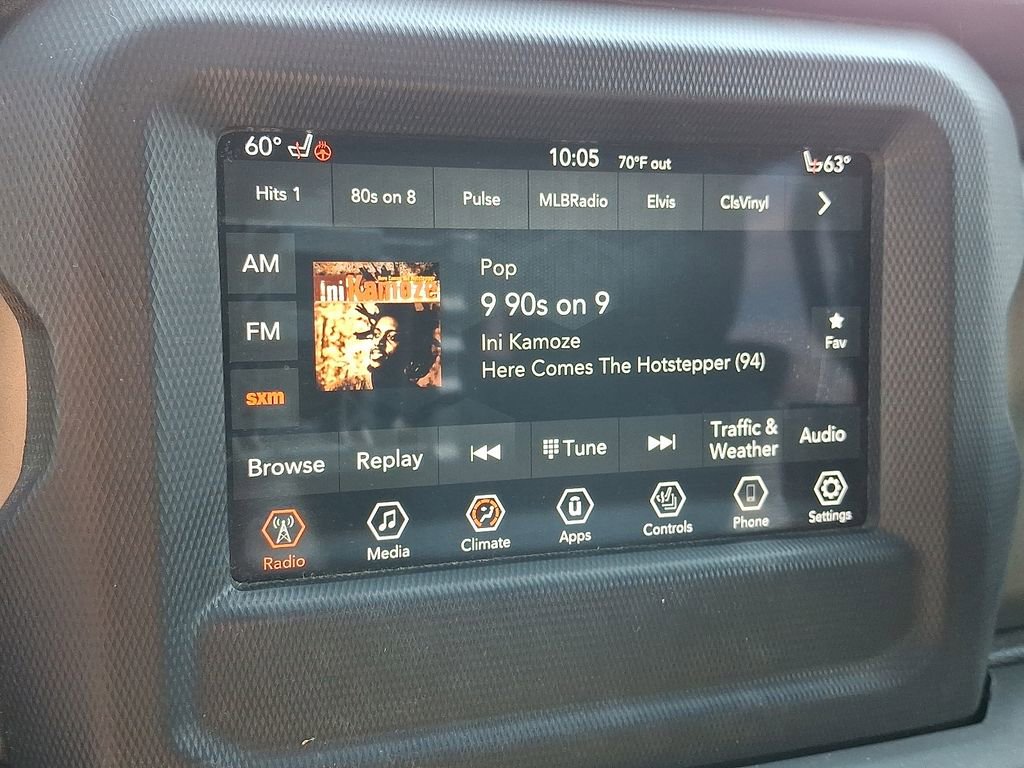 60° 10:05 70°F out 63°
Hits 1 80s on 8 Pulse MLBRadio Elvis ClsVinyl
AM
FM
sxm
Ini Kamoze
Pop
9 90s on 9
Ini Kamoze
Here Comes The Hotstepper (94)
Fav
Browse Replay Tune Traffic & Weather Audio
Radio Media Climate Apps Controls Phone Settings